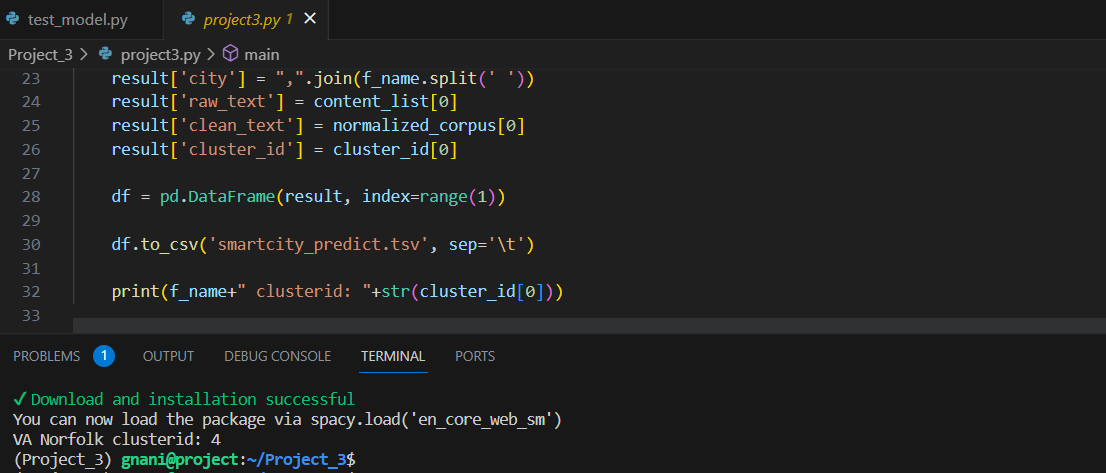 test_model.py project3.py 1 ×
Project_3 > project3.py > main
23 result['city'] = ",".join(f_name.split(' '))
24 result['raw_text'] = content_list[0]
25 result['clean_text'] = normalized_corpus[0]
26 result['cluster_id'] = cluster_id[0]
27
28 df = pd.DataFrame(result, index=range(1))
29
30 df.to_csv('smartcity_predict.tsv', sep='\t')
31
32 print(f_name+" clusterid: "+str(cluster_id[0]))
33
PROBLEMS 1 OUTPUT DEBUG CONSOLE TERMINAL PORTS
✓ Download and installation successful
You can now load the package via spacy.load('en_core_web_sm')
VA Norfolk clusterid: 4
(Project_3) gnani@project:~/Project_3$